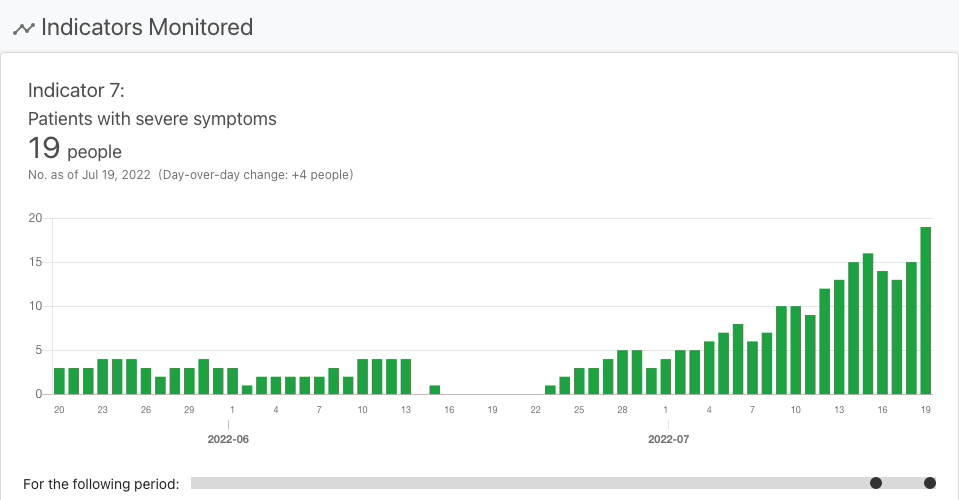 Indicators Monitored
Indicator 7:
Patients with severe symptoms
19 people
No. as of Jul 19, 2022 (Day-over-day change: +4 people)
20
15
10
5
0
20 23 26 29 1 4 7 10 13 16 19 22 25 28 1 4 7 10 13 16 19
2022-06 2022-07
For the following period: